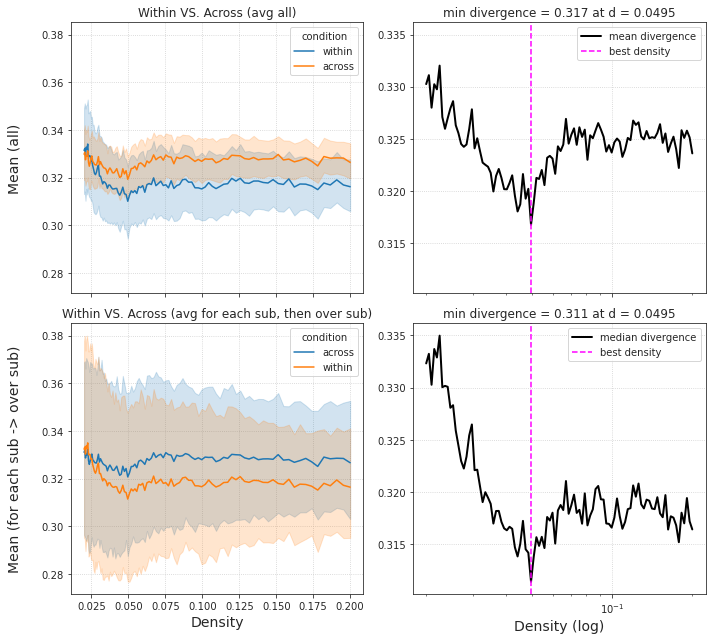 Within VS. Across (avg all)
min divergence = 0.317 at d = 0.0495
0.38
0.36
0.34
0.32
0.30
0.28
Mean (all)
condition
within
across
0.335
0.330
0.325
0.320
0.315
mean divergence
best density
Within VS. Across (avg for each sub, then over sub)
min divergence = 0.311 at d = 0.0495
0.38
0.36
0.34
0.32
0.30
0.28
Mean (for each sub -> over sub)
condition
across
within
0.025 0.050 0.075 0.100 0.125 0.150 0.175 0.200
Density
0.335
0.330
0.325
0.320
0.315
median divergence
best density
10⁻¹
Density (log)